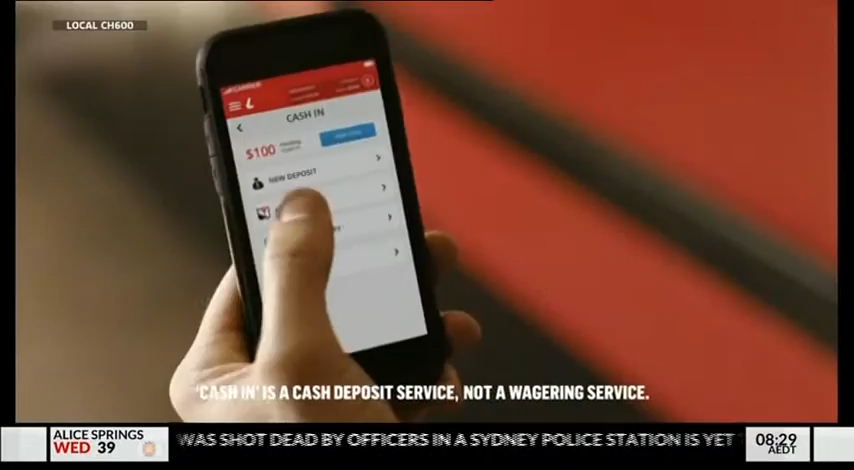 LOCAL CH600
CASH IN
$100
NEW DEPOSIT
'CASH IN' IS A CASH DEPOSIT SERVICE, NOT A WAGERING SERVICE.
ALICE SPRINGS
WED 39
WAS SHOT DEAD BY OFFICERS IN A SYDNEY POLICE STATION IS YET
08:29
AEDT